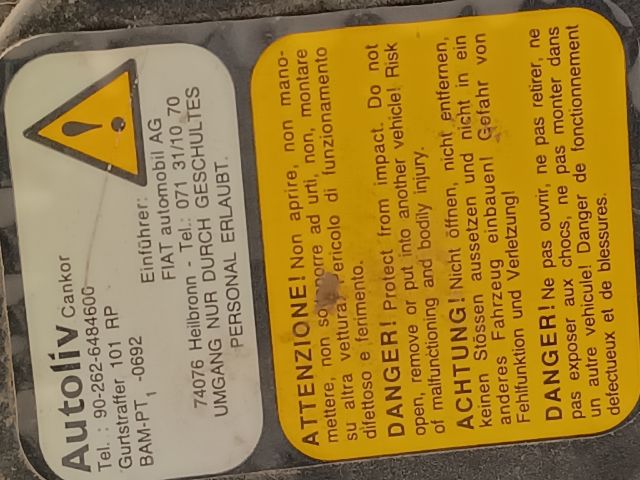 Autoliv Cankor
Tel. : 90-262-6484600
Gurtstraffer 101 RP
BAM-PT1 -0692
Einführer:
FIAT automobil AG
74076 Heilbronn - Tel.: 071 31/10 70
UMGANG NUR DURCH GESCHULTES
PERSONAL ERLAUBT.
ATTENZIONE! Non aprire, non mano-
mettere, non ad urti, non, montare
su altra vettura. Pericolo di funzionamento
difettoso e ferimento.
DANGER! Protect from impact. Do not
open, remove or put into another vehicle! Risk
of malfunctioning and bodily injury.
ACHTUNG! Nicht öffnen, nicht entfernen,
keinen Stössen aussetzen und nicht in ein
anderes Fahrzeug einbauen! Gefahr von
Fehlfunktion und Verletzung!
DANGER! Ne pas ouvrir, ne pas retirer, ne
pas exposer aux chocs, ne pas monter dans
un autre vehicule! Danger de fonctionnement
defectueux et de blessures.